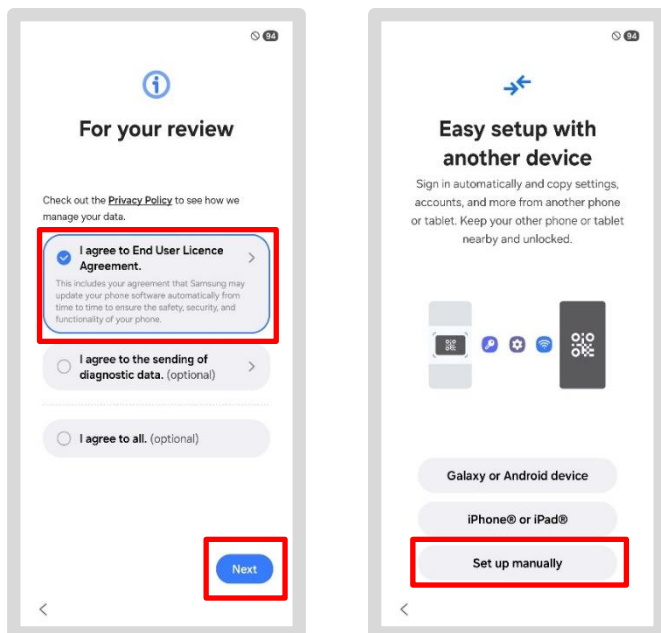 94
For your review
Check out the Privacy Policy to see how we
manage your data.
I agree to End User Licence
Agreement.
This includes your agreement that Samsung may
update your phone software automatically from
time to time to ensure the safety, security, and
functionality of your phone.
I agree to the sending of
diagnostic data. (optional)
I agree to all. (optional)
Next
94
Easy setup with
another device
Sign in automatically and copy settings,
accounts, and more from another phone
or tablet. Keep your other phone or tablet
nearby and unlocked.
Galaxy or Android device
iPhone® or iPad®
Set up manually